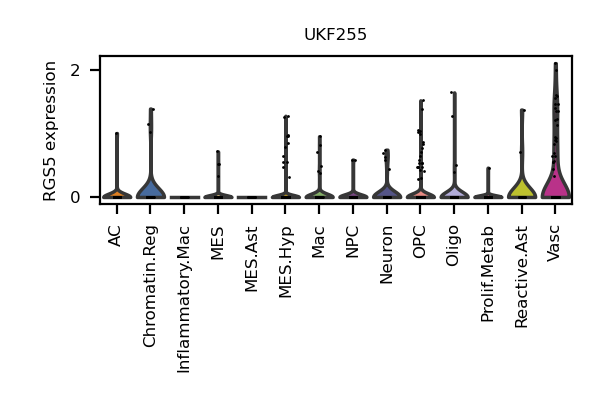 UKF255
RGS5 expression
2
0
AC
Chromatin.Reg
Inflammatory.Mac
MES
MES.Ast
MES.Hyp
Mac
NPC
Neuron
OPC
Oligo
Prolif.Metab
Reactive.Ast
Vasc